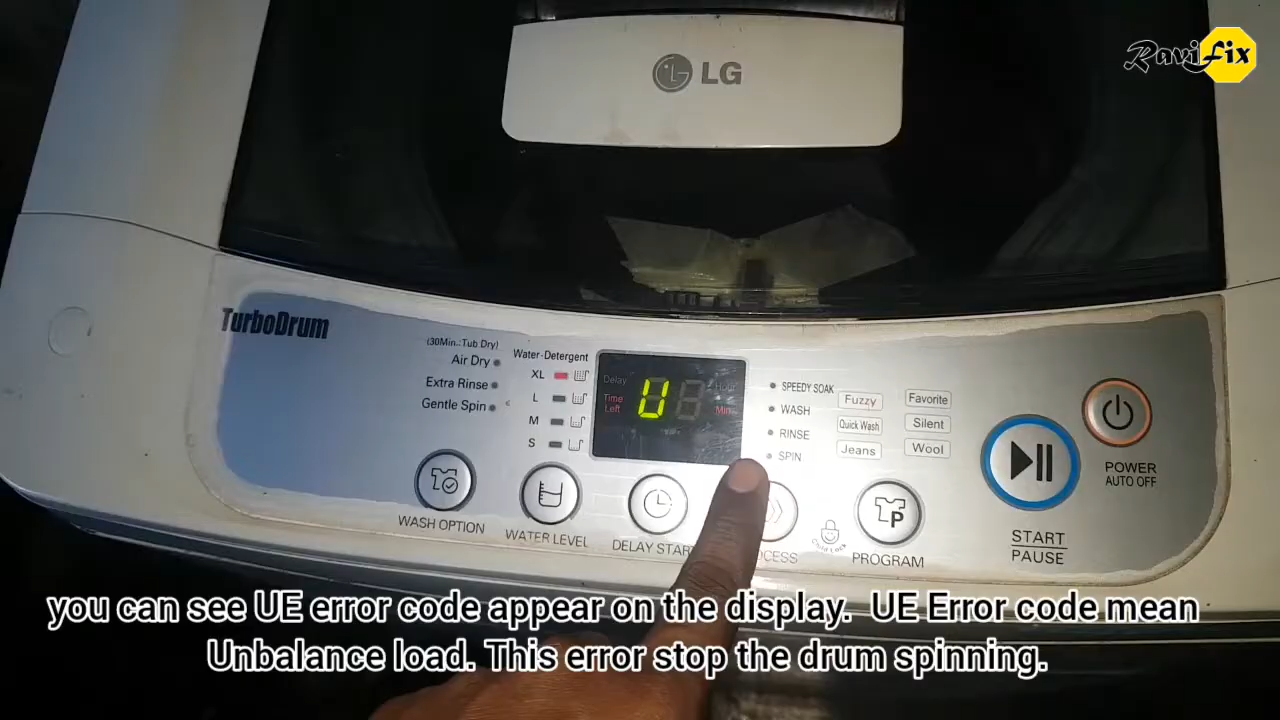 RaviFix
LG
TurboDrum
(30Min.:Tub Dry)
Air Dry
Extra Rinse
Gentle Spin
Water-Detergent
XL
L
M
S
Delay
Time
Left
U
Hour
Min.
SPEEDY SOAK
WASH
RINSE
SPIN
Fuzzy
Quick Wash
Jeans
Favorite
Silent
Wool
WASH OPTION
WATER LEVEL
DELAY START
OCESS
Child Lock
P
PROGRAM
START
PAUSE
POWER
AUTO OFF
you can see UE error code appear on the display. UE Error code mean
Unbalance load. This error stop the drum spinning.